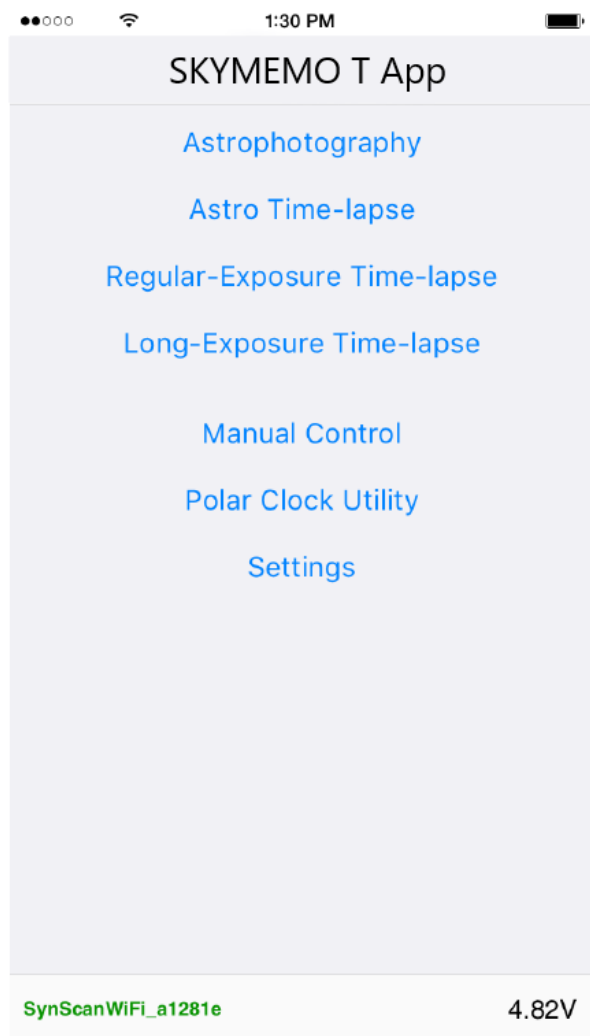 1:30 PM
SKYMEMO T App
Astrophotography
Astro Time-lapse
Regular-Exposure Time-lapse
Long-Exposure Time-lapse
Manual Control
Polar Clock Utility
Settings
SynScanWiFi_a1281e 4.82V